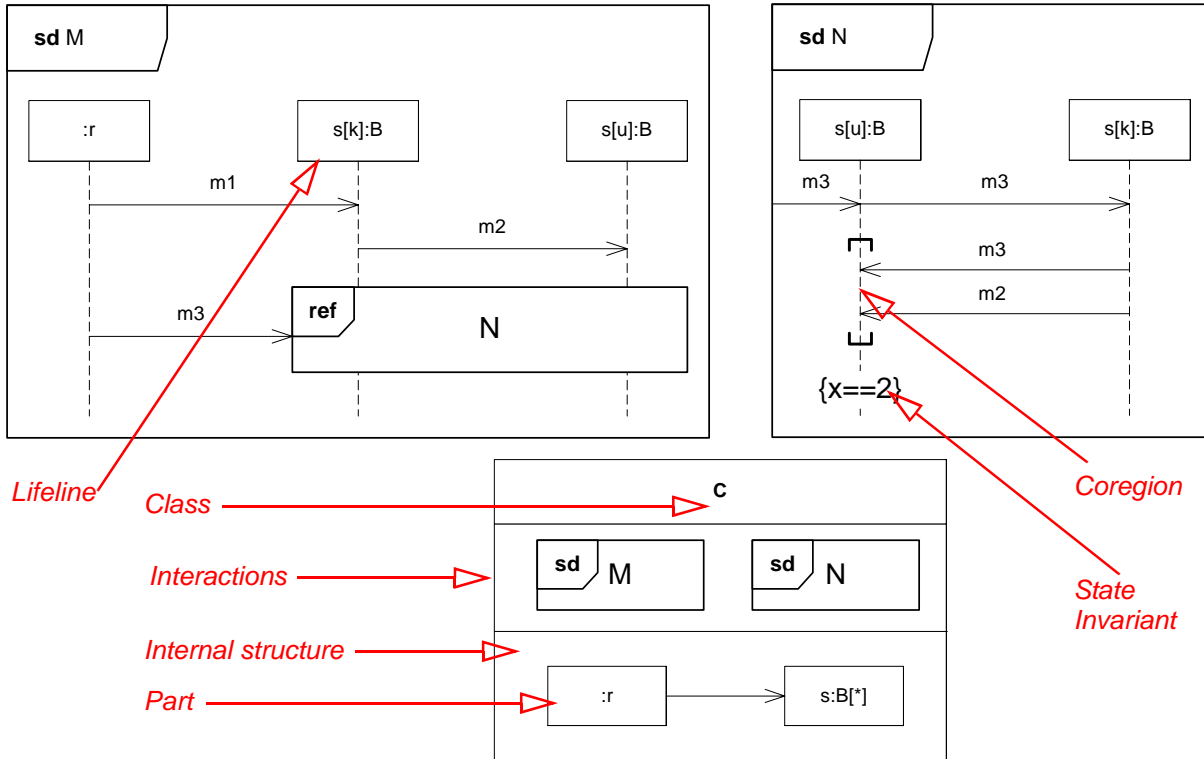 sd M
:r
s[k]:B
s[u]:B
m1
m2
m3
ref
N
sd N
s[u]:B
s[k]:B
m3
m3
m3
m2
{x==2}
Lifeline
Class
C
Coregion
Interactions
sd M
sd N
State
Invariant
Internal structure
Part
:r
s:B[*]